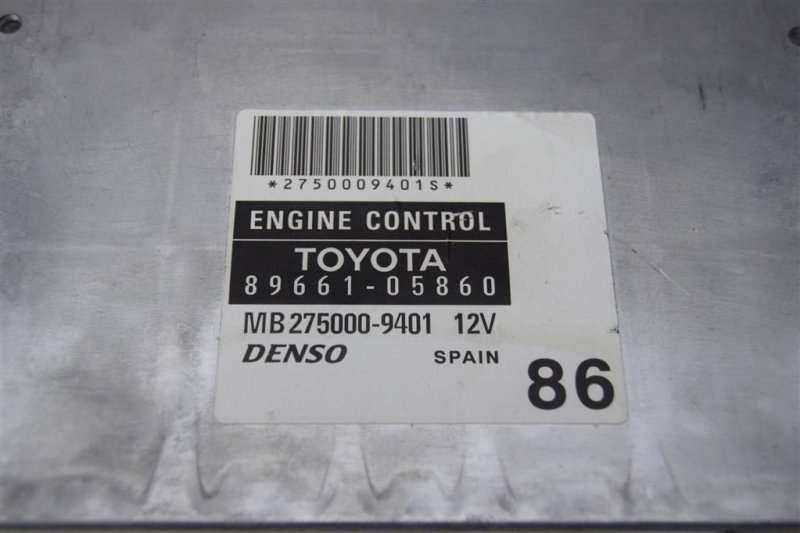 *2750009401S*
ENGINE CONTROL
TOYOTA
89661-05860
MB275000-9401 12V
DENSO SPAIN 86